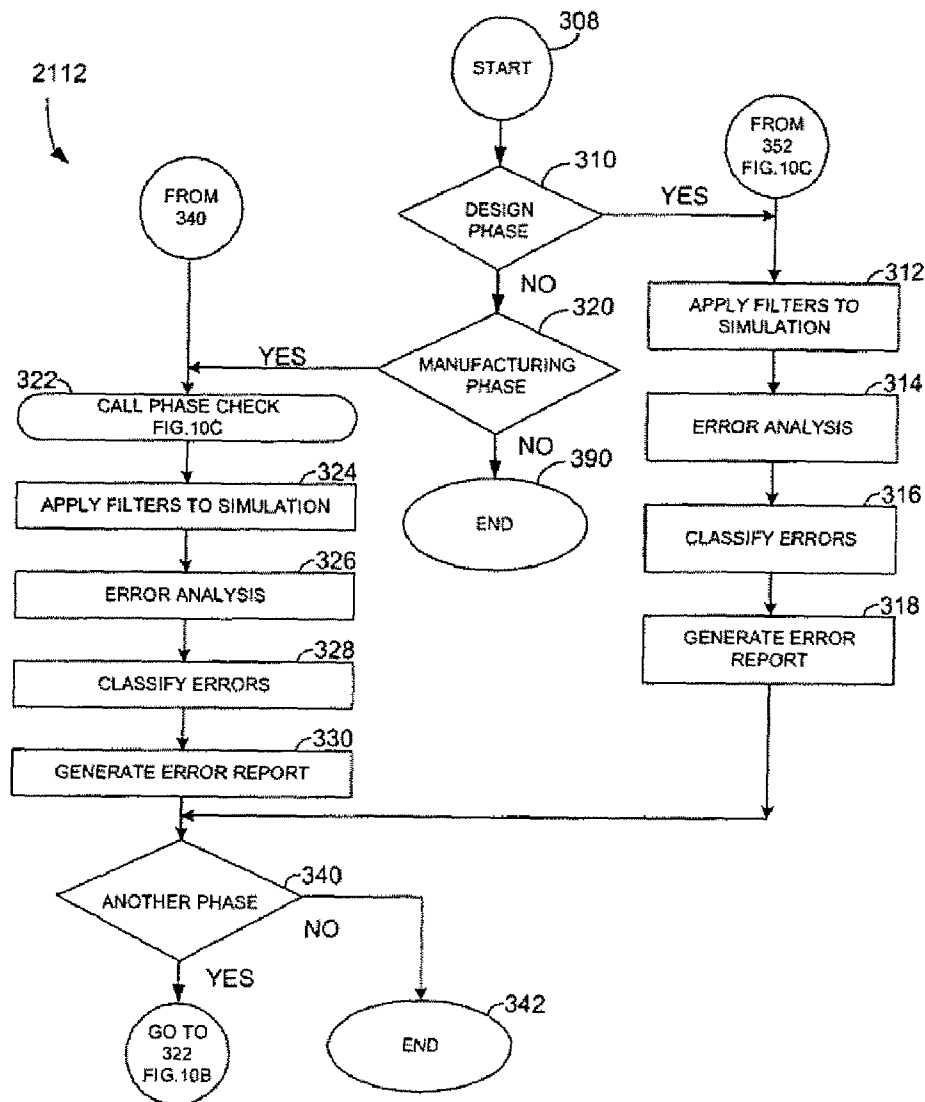 308
START
2112
FROM
352
FIG.10C
310
FROM
340
DESIGN
PHASE
YES
NO
312
APPLY FILTERS TO
SIMULATION
320
MANUFACTURING
PHASE
YES
322
CALL PHASE CHECK
FIG.10C
314
ERROR ANALYSIS
NO
390
END
324
APPLY FILTERS TO SIMULATION
316
CLASSIFY ERRORS
326
ERROR ANALYSIS
318
GENERATE ERROR
REPORT
328
CLASSIFY ERRORS
330
GENERATE ERROR REPORT
340
ANOTHER PHASE
NO
YES
342
END
GO TO
322
FIG.10B